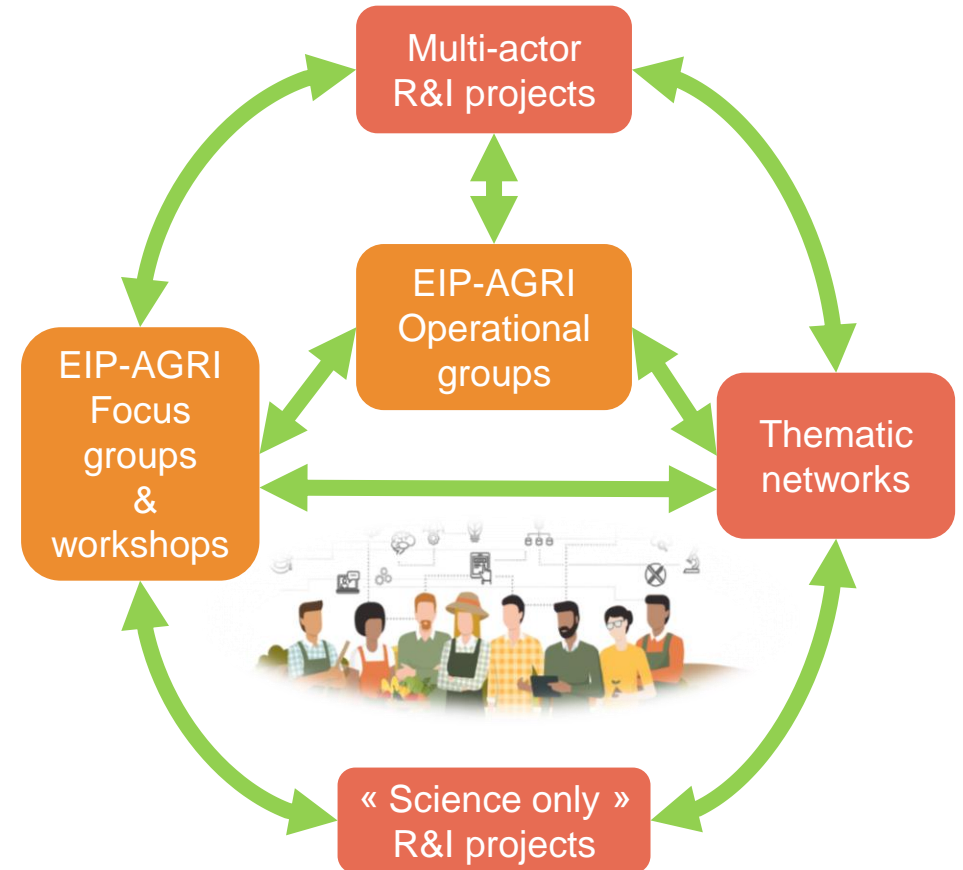 Multi-actor
R&I projects
EIP-AGRI
Operational
groups
EIP-AGRI
Focus
groups
&
workshops
Thematic
networks
« Science only »
R&I projects